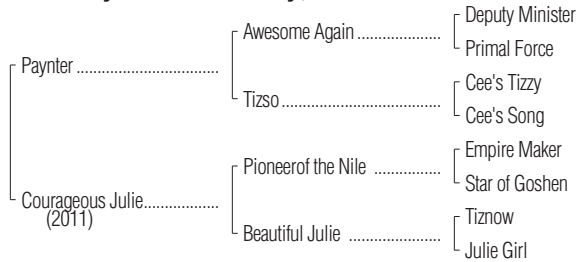 Deputy Minister
Awesome Again ..................
Primal Force
Paynter ...............................
Cee's Tizzy
Tizso ..................................
Cee's Song
Empire Maker
Pioneerof the Nile ................
Star of Goshen
Courageous Julie................
(2011)
Tiznow
Beautiful Julie ....................
Julie Girl